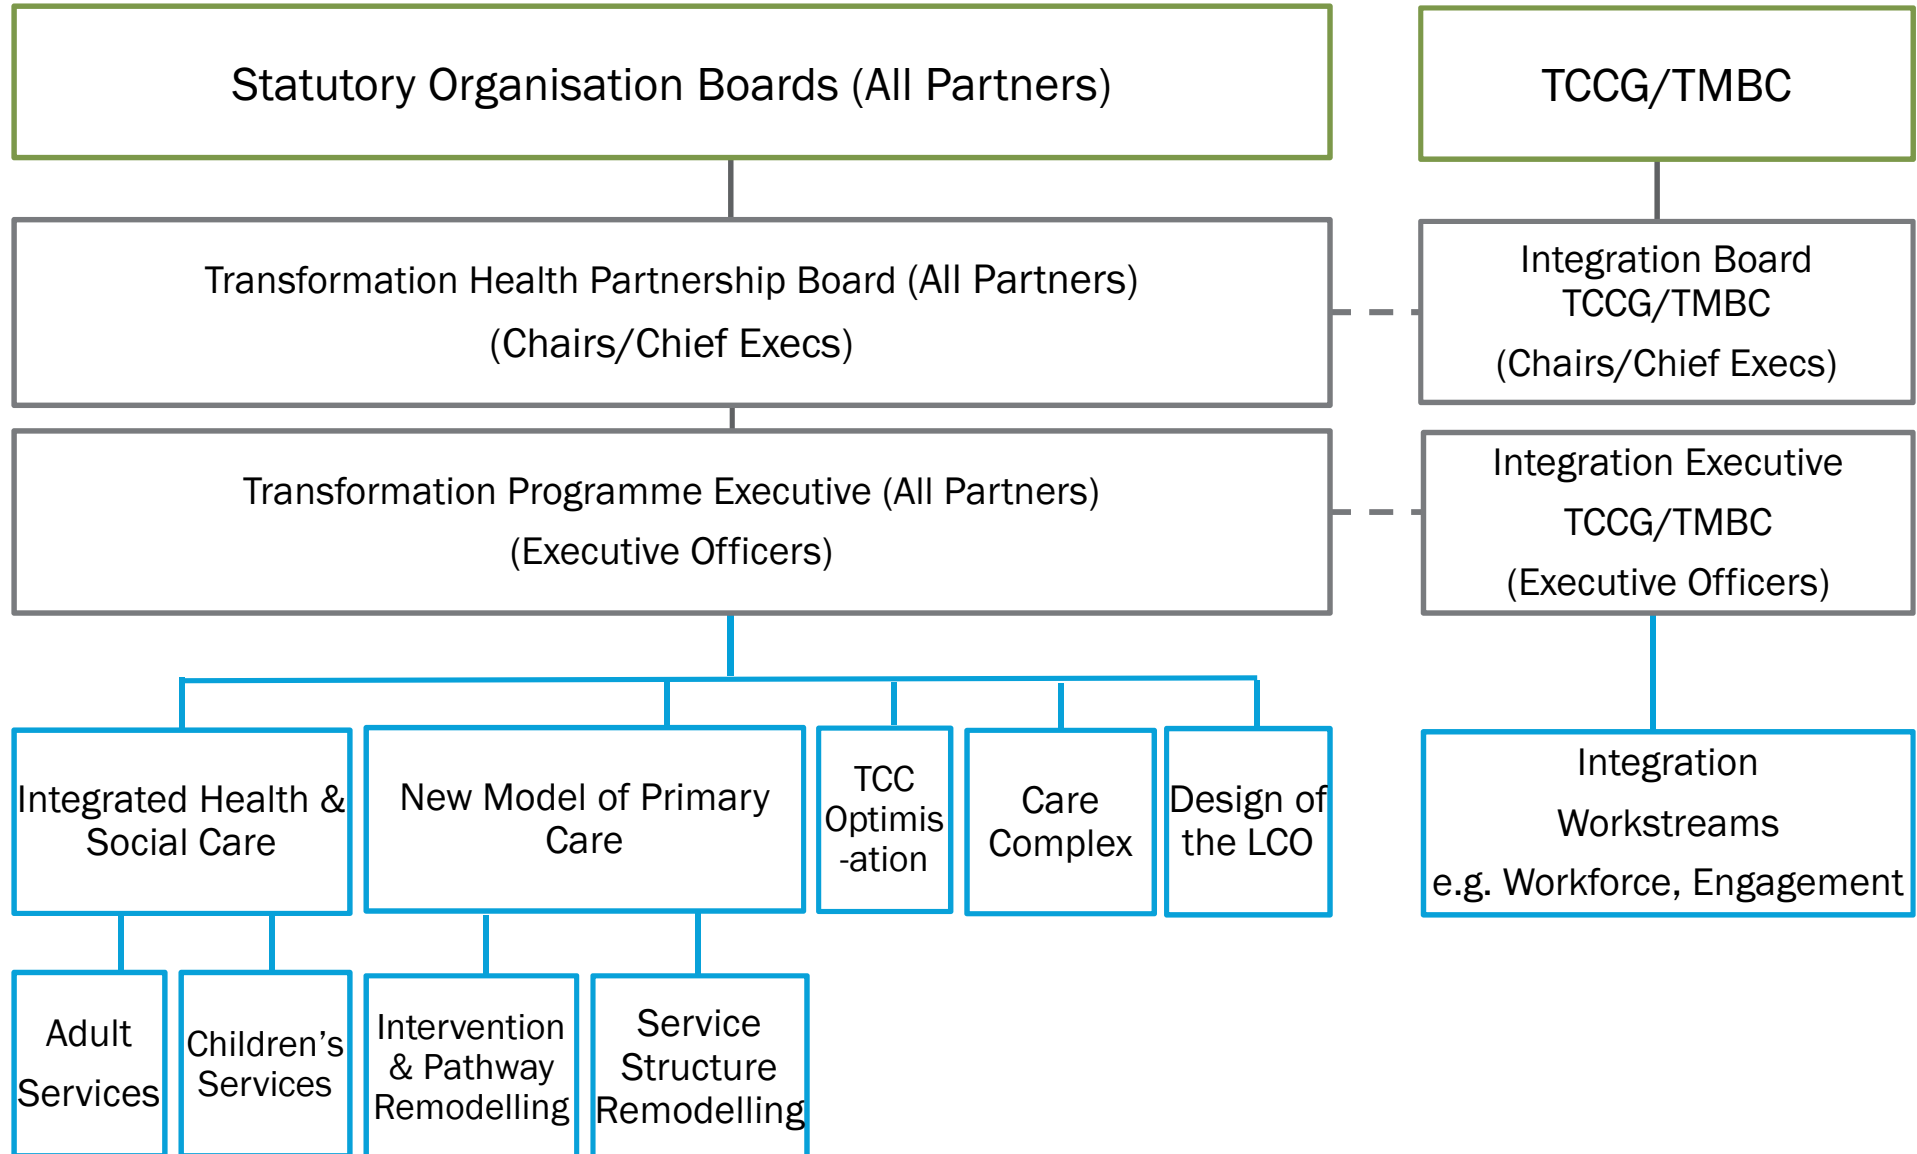 Statutory Organisation Boards (All Partners)
TCCG/TMBC
Transformation Health Partnership Board (All Partners)
(Chairs/Chief Execs)
Integration Board
TCCG/TMBC
(Chairs/Chief Execs)
Transformation Programme Executive (All Partners)
(Executive Officers)
Integration Executive
TCCG/TMBC
(Executive Officers)
Integrated Health &
Social Care
New Model of Primary
Care
TCC
Optimis
-ation
Care
Complex
Design of
the LCO
Integration
Workstreams
e.g. Workforce, Engagement
Adult
Services
Children’s
Services
Intervention
& Pathway
Remodelling
Service
Structure
Remodelling